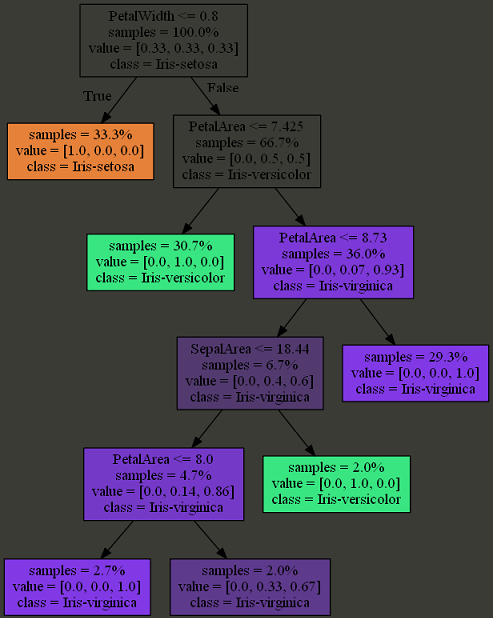 PetalWidth <= 0.8
samples = 100.0%
value = [0.33, 0.33, 0.33]
class = Iris-setosa
True
False
samples = 33.3%
value = [1.0, 0.0, 0.0]
class = Iris-setosa
PetalArea <= 7.425
samples = 66.7%
value = [0.0, 0.5, 0.5]
class = Iris-versicolor
samples = 30.7%
value = [0.0, 1.0, 0.0]
class = Iris-versicolor
PetalArea <= 8.73
samples = 36.0%
value = [0.0, 0.07, 0.93]
class = Iris-virginica
SepalArea <= 18.44
samples = 6.7%
value = [0.0, 0.4, 0.6]
class = Iris-virginica
samples = 29.3%
value = [0.0, 0.0, 1.0]
class = Iris-virginica
PetalArea <= 8.0
samples = 4.7%
value = [0.0, 0.14, 0.86]
class = Iris-virginica
samples = 2.0%
value = [0.0, 1.0, 0.0]
class = Iris-versicolor
samples = 2.7%
value = [0.0, 0.0, 1.0]
class = Iris-virginica
samples = 2.0%
value = [0.0, 0.33, 0.67]
class = Iris-virginica